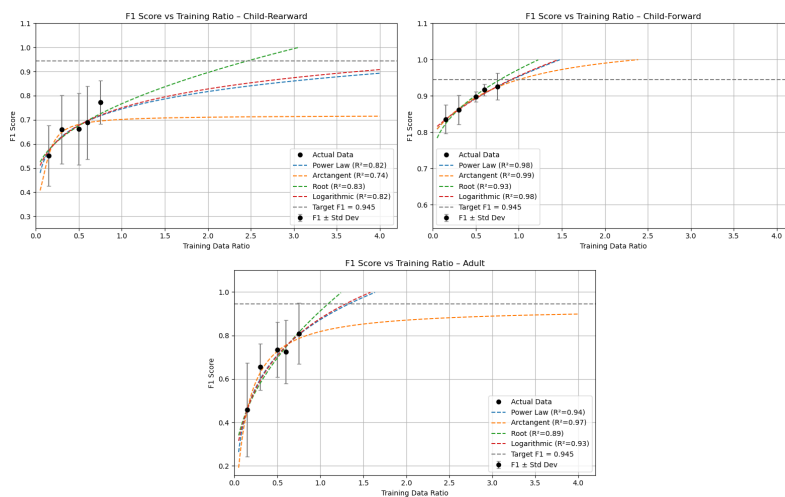 F1 Score vs Training Ratio – Child-Rearward
1.1
1.0
0.9
0.8
0.7
0.6
0.5
0.4
0.3
F1 Score
Actual Data
Power Law (R²=0.82)
Arctangent (R²=0.74)
Root (R²=0.83)
Logarithmic (R²=0.82)
Target F1 = 0.945
F1 ± Std Dev
0.0 0.5 1.0 1.5 2.0 2.5 3.0 3.5 4.0
Training Data Ratio
F1 Score vs Training Ratio – Child-Forward
1.1
1.0
0.9
0.8
0.7
0.6
F1 Score
Actual Data
Power Law (R²=0.98)
Arctangent (R²=0.99)
Root (R²=0.93)
Logarithmic (R²=0.98)
Target F1 = 0.945
F1 ± Std Dev
0.0 0.5 1.0 1.5 2.0 2.5 3.0 3.5 4.0
Training Data Ratio
F1 Score vs Training Ratio – Adult
1.0
0.8
0.6
0.4
0.2
F1 Score
Actual Data
Power Law (R²=0.94)
Arctangent (R²=0.97)
Root (R²=0.89)
Logarithmic (R²=0.93)
Target F1 = 0.945
F1 ± Std Dev
0.0 0.5 1.0 1.5 2.0 2.5 3.0 3.5 4.0
Training Data Ratio